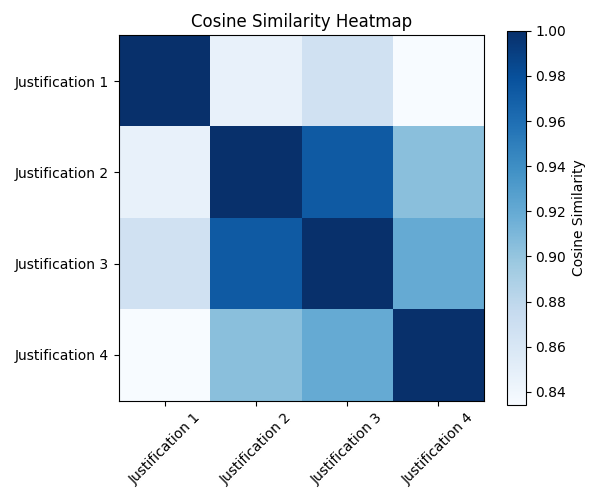 Cosine Similarity Heatmap
Justification 1
Justification 2
Justification 3
Justification 4
Justification 1
Justification 2
Justification 3
Justification 4
1.00
0.98
0.96
0.94
0.92
0.90
0.88
0.86
0.84
Cosine Similarity